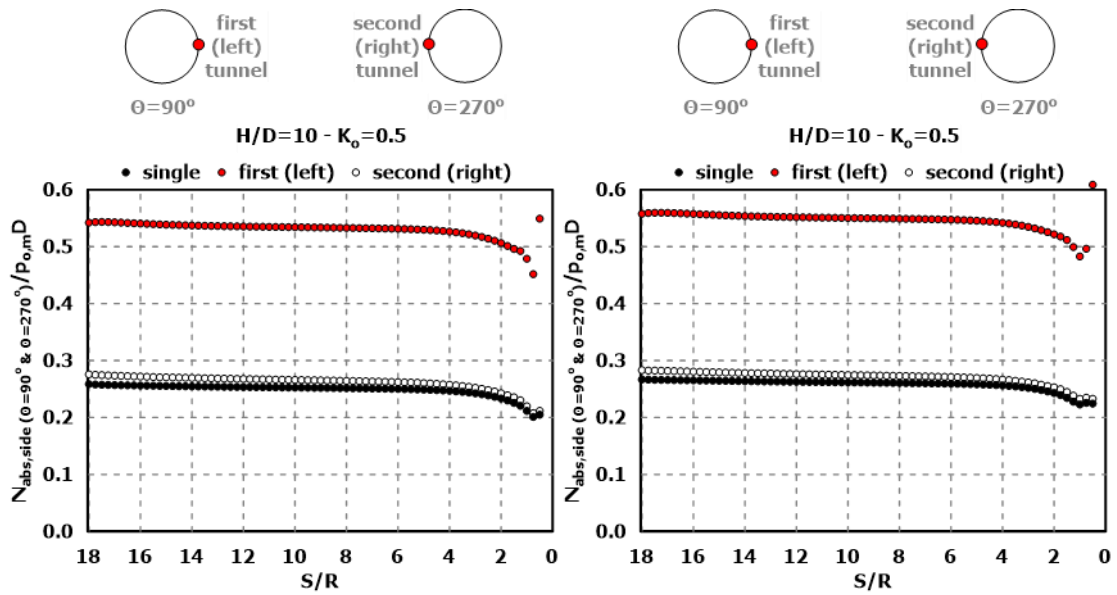 first
(left)
tunnel
second
(right)
tunnel
Θ=90°
Θ=270°
H/D=10 - Kₒ=0.5
single first (left) second (right)
0.6
0.5
0.4
0.3
0.2
0.1
0.0
N_abs,side (Θ=90° & Θ=270°)/p_o,mD
18 16 14 12 10 8 6 4 2 0
S/R
first
(left)
tunnel
second
(right)
tunnel
Θ=90°
Θ=270°
H/D=10 - Kₒ=0.5
single first (left) second (right)
0.6
0.5
0.4
0.3
0.2
0.1
0.0
N_abs,side (Θ=90° & Θ=270°)/p_o,mD
18 16 14 12 10 8 6 4 2 0
S/R